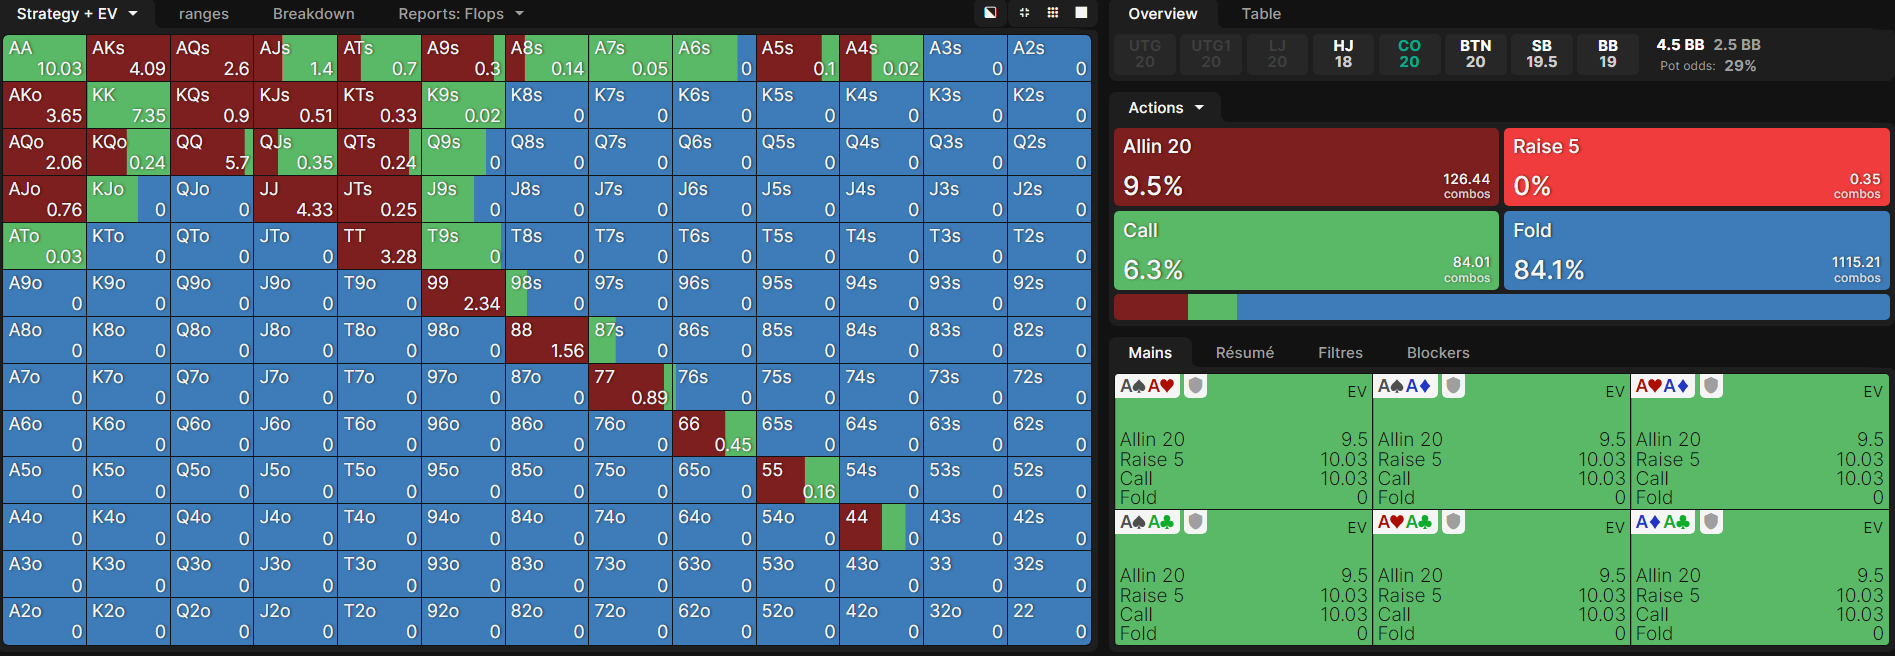 Strategy + EV ranges Breakdown Reports: Flops
AA AKs AQs AJs ATs A9s A8s A7s A6s A5s A4s A3s A2s
10.03 4.09 2.6 1.4 0.7 0.3 0.14 0.05 0 0.1 0.02 0 0
AKo KK KQs KJs KTs K9s K8s K7s K6s K5s K4s K3s K2s
3.65 7.35 0.9 0.51 0.33 0.02 0 0 0 0 0 0 0
AQo KQo QQ QJs QTs Q9s Q8s Q7s Q6s Q5s Q4s Q3s Q2s
2.06 0.24 5.7 0.35 0.24 0 0 0 0 0 0 0 0
AJo KJo QJo JJ JTs J9s J8s J7s J6s J5s J4s J3s J2s
0.76 0 0 4.33 0.25 0 0 0 0 0 0 0 0
ATo KTo QTo JTo TT T9s T8s T7s T6s T5s T4s T3s T2s
0.03 0 0 0 3.28 0 0 0 0 0 0 0 0
A9o K9o Q9o J9o T9o 99 98s 97s 96s 95s 94s 93s 92s
0 0 0 0 0 2.34 0 0 0 0 0 0 0
A8o K8o Q8o J8o T8o 98o 88 87s 86s 85s 84s 83s 82s
0 0 0 0 0 0 1.56 0 0 0 0 0 0
A7o K7o Q7o J7o T7o 97o 87o 77 76s 75s 74s 73s 72s
0 0 0 0 0 0 0 0.89 0 0 0 0 0
A6o K6o Q6o J6o T6o 96o 86o 76o 66 65s 64s 63s 62s
0 0 0 0 0 0 0 0 0.45 0 0 0 0
A5o K5o Q5o J5o T5o 95o 85o 75o 65o 55 54s 53s 52s
0 0 0 0 0 0 0 0 0 0.16 0 0 0
A4o K4o Q4o J4o T4o 94o 84o 74o 64o 54o 44 43s 42s
0 0 0 0 0 0 0 0 0 0 0 0 0
A3o K3o Q3o J3o T3o 93o 83o 73o 63o 53o 43o 33 32s
0 0 0 0 0 0 0 0 0 0 0 0 0
A2o K2o Q2o J2o T2o 92o 82o 72o 62o 52o 42o 32o 22
0 0 0 0 0 0 0 0 0 0 0 0 0
Overview Table
UTG UTG1 LJ HJ CO BTN SB BB 4.5 BB 2.5 BB
20 20 20 18 20 20 19.5 19 Pot odds: 29%
Actions
Allin 20 Raise 5
9.5% 126.44 combos 0% 0.35 combos
Call Fold
6.3% 84.01 combos 84.1% 1115.21 combos
Mains Résumé Filtres Blockers
A♠A♥ EV A♠A♦ EV A♥A♦ EV
Allin 20 9.5 Allin 20 9.5 Allin 20 9.5
Raise 5 10.03 Raise 5 10.03 Raise 5 10.03
Call 10.03 Call 10.03 Call 10.03
Fold 0 Fold 0 Fold 0
A♠A♣ EV A♥A♣ EV A♦A♣ EV
Allin 20 9.5 Allin 20 9.5 Allin 20 9.5
Raise 5 10.03 Raise 5 10.03 Raise 5 10.03
Call 10.03 Call 10.03 Call 10.03
Fold 0 Fold 0 Fold 0